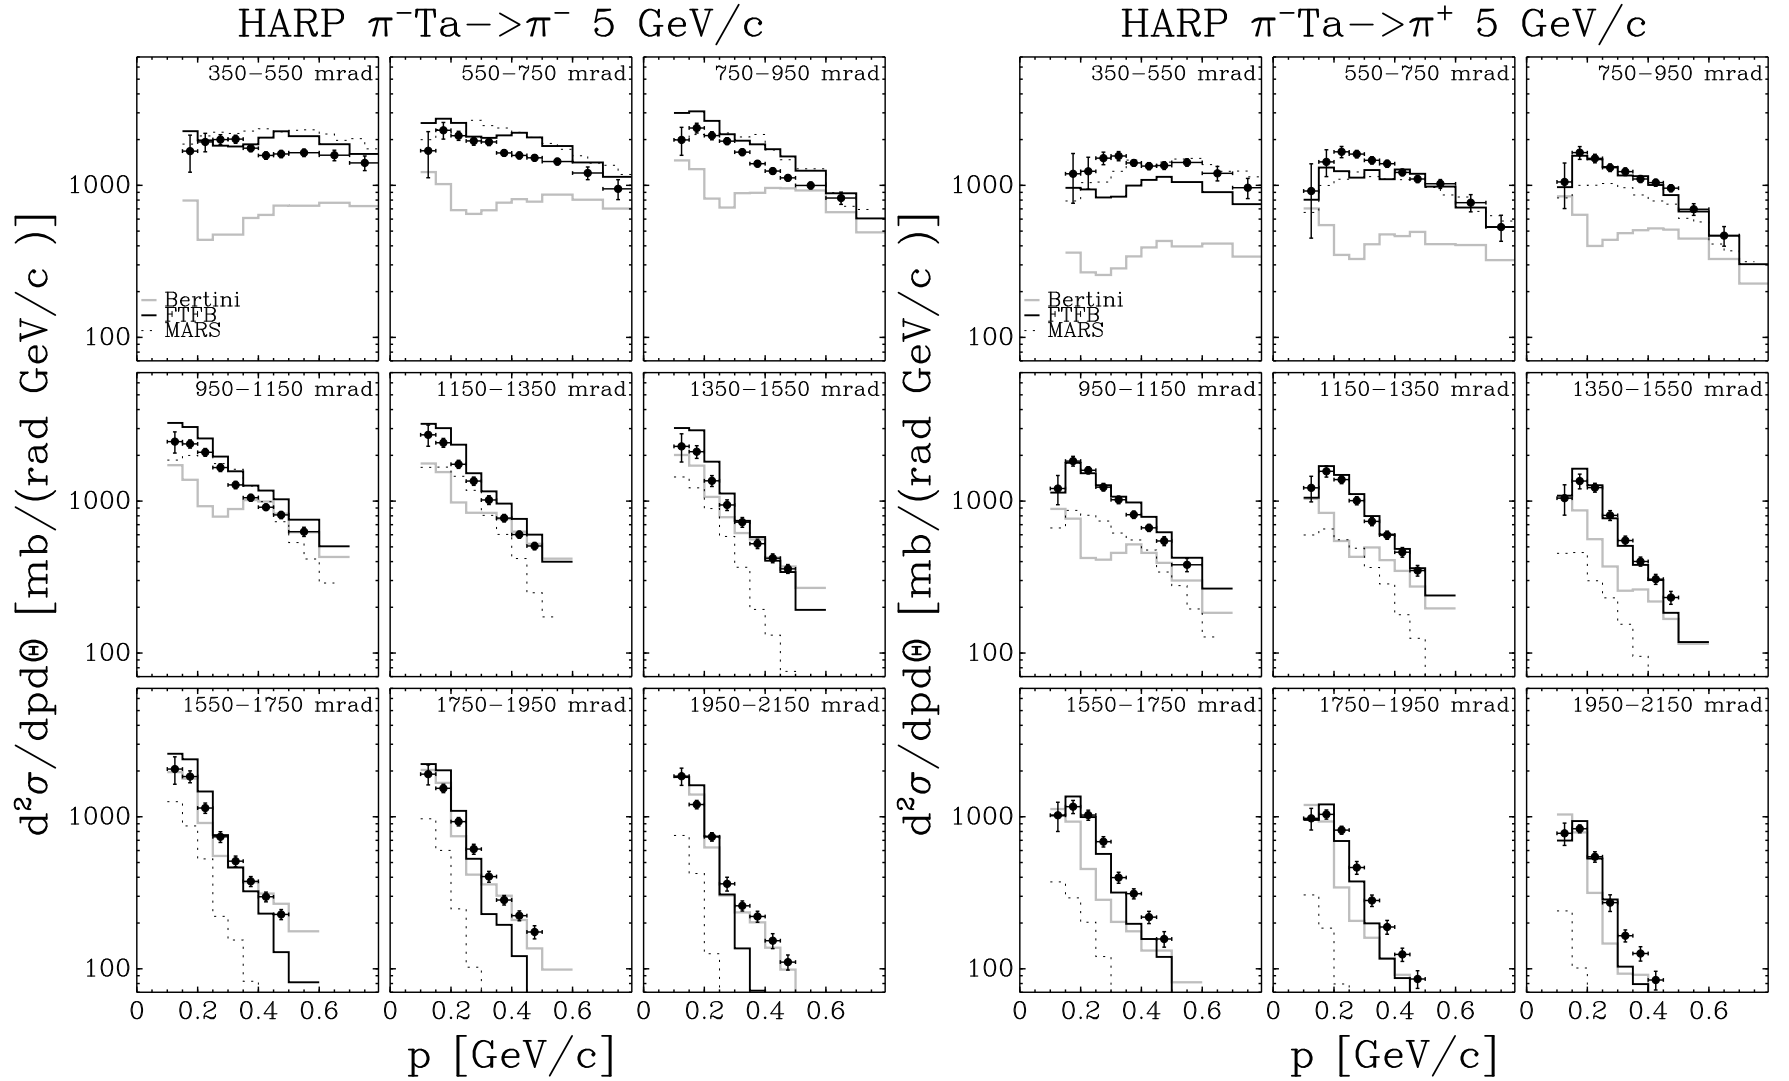 HARP π⁻Ta−>π⁻ 5 GeV/c
d²σ/dpdΘ [mb/(rad GeV/c )]
350−550 mrad
550−750 mrad
750−950 mrad
1000
100
Bertini
FTFB
MARS
950−1150 mrad
1150−1350 mrad
1350−1550 mrad
1000
100
1550−1750 mrad
1750−1950 mrad
1950−2150 mrad
1000
100
0 0.2 0.4 0.6 0 0.2 0.4 0.6 0 0.2 0.4 0.6
p [GeV/c]
HARP π⁻Ta−>π⁺ 5 GeV/c
d²σ/dpdΘ [mb/(rad GeV/c )]
350−550 mrad
550−750 mrad
750−950 mrad
1000
100
Bertini
FTFB
MARS
950−1150 mrad
1150−1350 mrad
1350−1550 mrad
1000
100
1550−1750 mrad
1750−1950 mrad
1950−2150 mrad
1000
100
0 0.2 0.4 0.6 0 0.2 0.4 0.6 0 0.2 0.4 0.6
p [GeV/c]